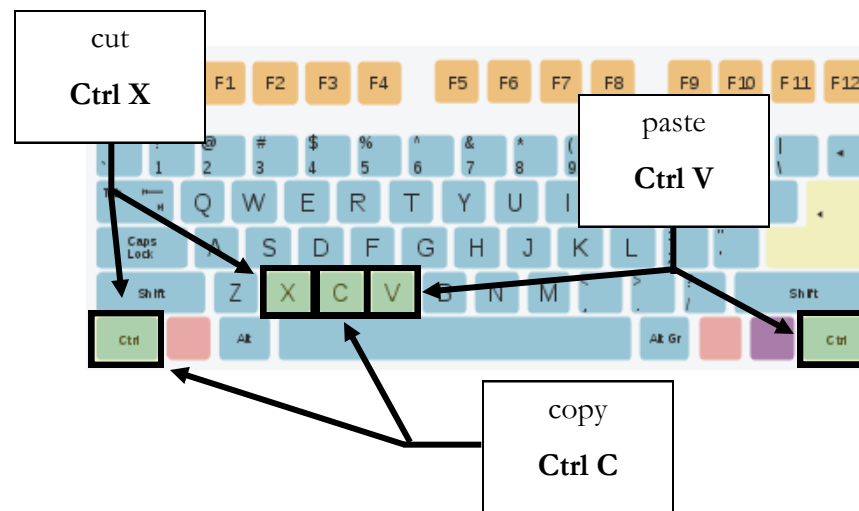 cut
Ctrl X
F1 F2 F3 F4 F5 F6 F7 F8 F9 F10 F11 F12
paste
Ctrl V
@ # $ % ^ & * ( |
1 2 3 4 5 6 7 8 9 \
Q W E R T Y U I
Caps Lock A S D F G H J K L
Shift Z X C V B N M < > ? Shift
, . /
Ctrl Alt Alt Gr Ctrl
copy
Ctrl C